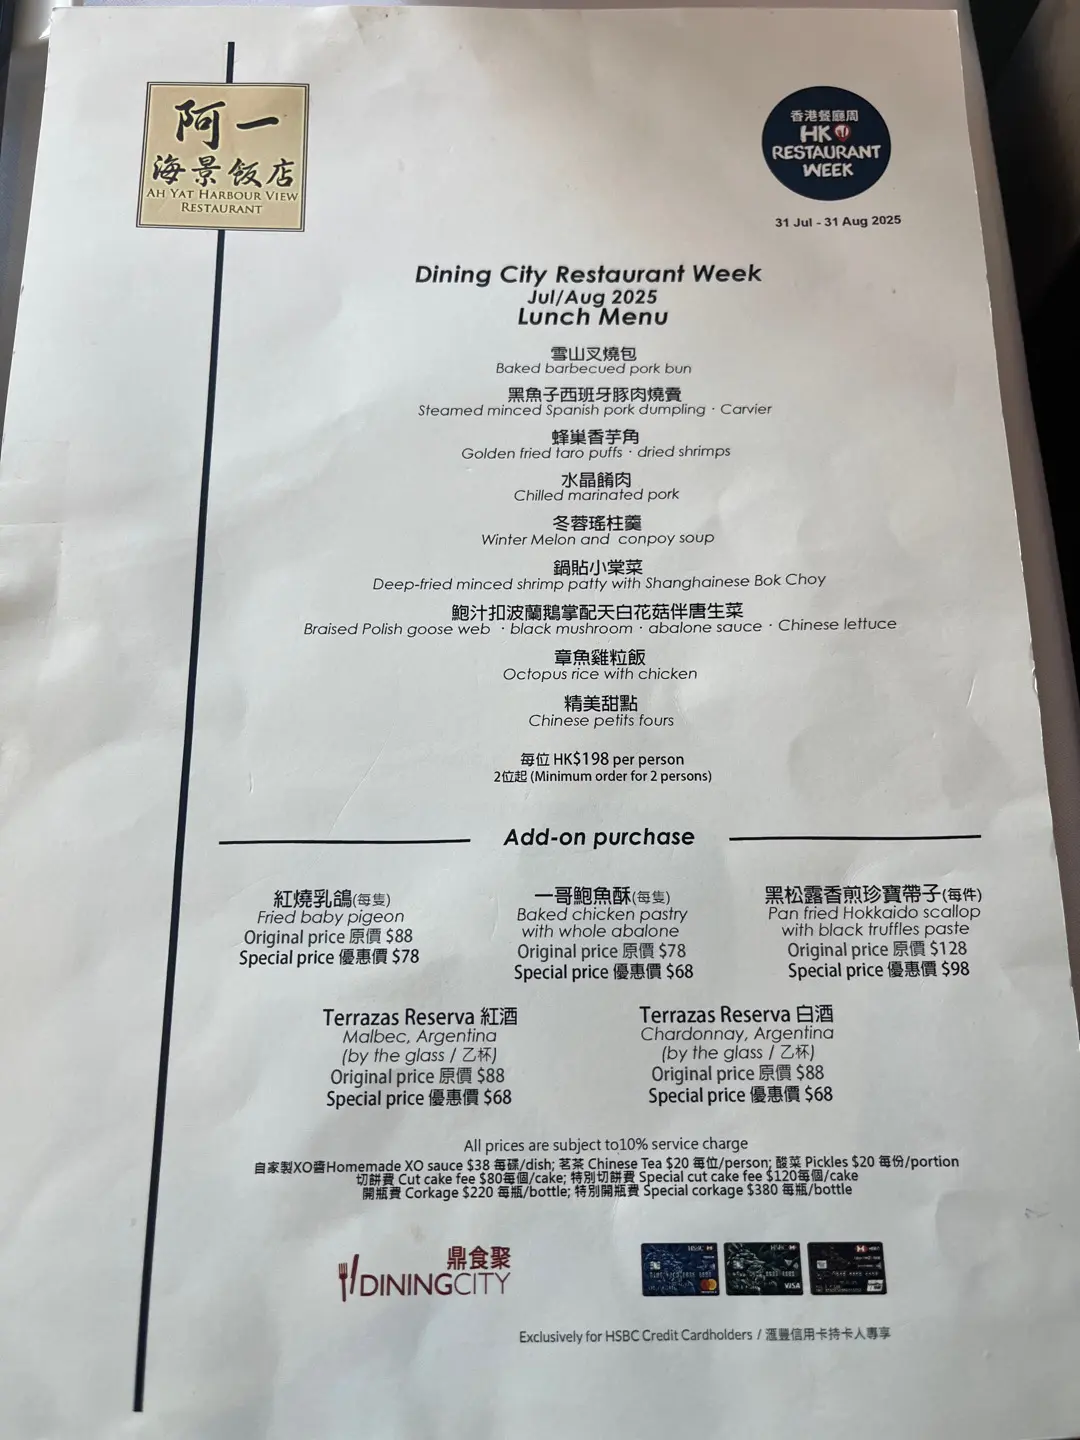 阿一
海景飯店
AH YAT HARBOUR VIEW
RESTAURANT
香港餐廳周
HK
RESTAURANT
WEEK
31 Jul - 31 Aug 2025
Dining City Restaurant Week
Jul/Aug 2025
Lunch Menu
雪山叉燒包
Baked barbecued pork bun
黑魚子西班牙豚肉燒賣
Steamed minced Spanish pork dumpling · Carvier
蜂巢香芋角
Golden fried taro puffs · dried shrimps
水晶餚肉
Chilled marinated pork
冬蓉瑤柱羹
Winter Melon and conpoy soup
鍋貼小棠菜
Deep-fried minced shrimp patty with Shanghainese Bok Choy
鮑汁扣波蘭鵝掌配天白花菇伴唐生菜
Braised Polish goose web · black mushroom · abalone sauce · Chinese lettuce
章魚雞粒飯
Octopus rice with chicken
精美甜點
Chinese petits fours
每位 HK$198 per person
2位起 (Minimum order for 2 persons)
Add-on purchase
紅燒乳鴿(每隻)
Fried baby pigeon
Original price 原價 $88
Special price 優惠價 $78
一哥鮑魚酥(每隻)
Baked chicken pastry
with whole abalone
Original price 原價 $78
Special price 優惠價 $68
黑松露香煎珍寶帶子(每件)
Pan fried Hokkaido scallop
with black truffles paste
Original price 原價 $128
Special price 優惠價 $98
Terrazas Reserva 紅酒
Malbec, Argentina
(by the glass / 乙杯)
Original price 原價 $88
Special price 優惠價 $68
Terrazas Reserva 白酒
Chardonnay, Argentina
(by the glass / 乙杯)
Original price 原價 $88
Special price 優惠價 $68
All prices are subject to10% service charge
自家製XO醬Homemade XO sauce $38 每碟/dish; 茗茶 Chinese Tea $20 每位/person; 酸菜 Pickles $20 每份/portion
切餅費 Cut cake fee $80每個/cake; 特別切餅費 Special cut cake fee $120每個/cake
開瓶費 Corkage $220 每瓶/bottle; 特別開瓶費 Special corkage $380 每瓶/bottle
鼎食聚
DININGCITY
HSBC
HSBC
VISA
Exclusively for HSBC Credit Cardholders / 滙豐信用卡持卡人專享